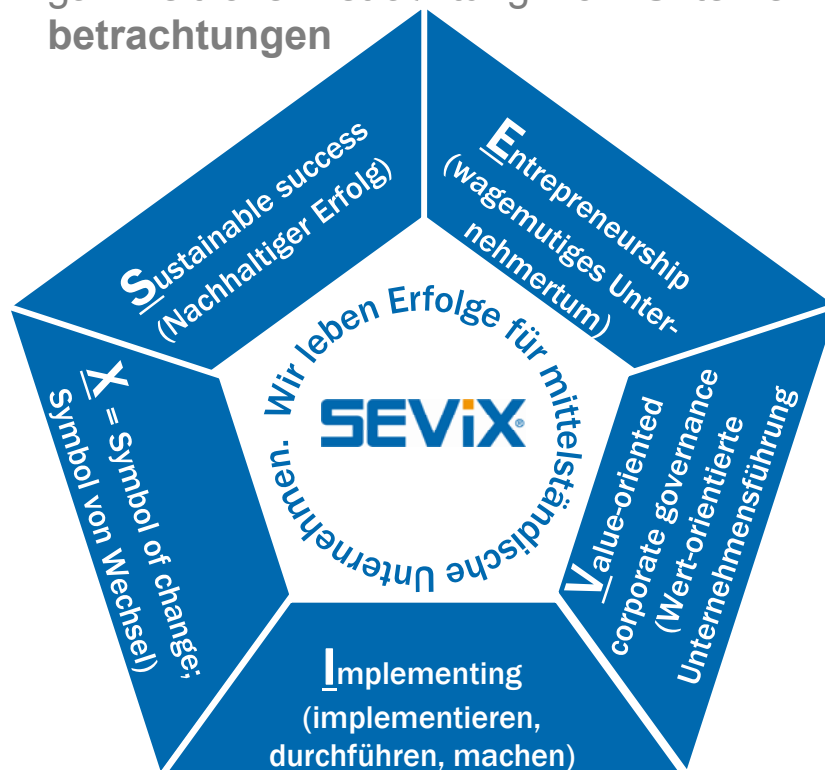 betrachtungen
Sustainable success
(Nachhaltiger Erfolg)
Entrepreneurship
(wagemutiges Unter-
nehmertum)
Value-oriented
corporate governance
(Wert-orientierte
Unternehmensführung
Implementing
(implementieren,
durchführen, machen)
X = Symbol of change;
Symbol von Wechsel)
Wir leben Erfolge für mittelständische Unternehmen.
SEViX®